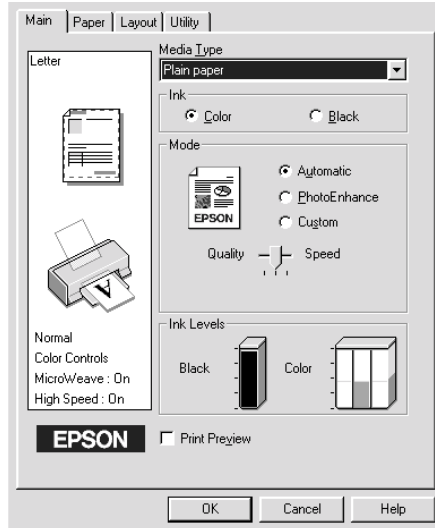 Main Paper Layout Utility
Letter
Media Type
Plain paper
Ink
Color Black
Mode
EPSON
Automatic
PhotoEnhance
Custom
Quality Speed
A
Normal
Color Controls
MicroWeave : On
High Speed : On
Ink Levels
Black Color
EPSON
Print Preview
OK Cancel Help